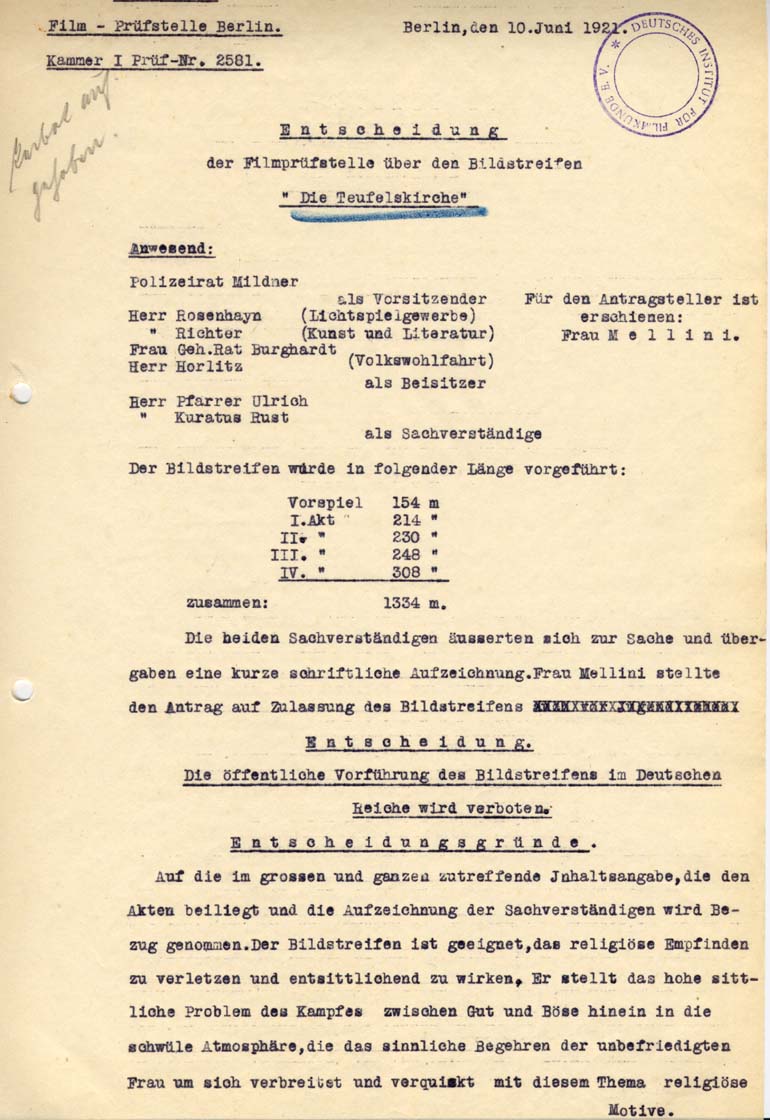 Film - Prüfstelle Berlin.
Berlin,den 10.Juni 1921.
Kammer I Prüf-Nr. 2581.
* DEUTSCHES INSTITUT FÜR FILMKUNDE E. V.
auf
gehoben.
E n t s c h e i d u n g
der Filmprüfstelle über den Bildstreifen
" Die Teufelskirche"
Anwesend:
Polizeirat Mildner
als Vorsitzender
Für den Antragsteller ist
Herr Rosenhayn (Lichtspielgewerbe)
erschienen:
" Richter (Kunst und Literatur)
Frau M e l l i n i.
Frau Geh.Rat Burghardt
Herr Horlitz (Volkswohlfahrt)
als Beisitzer
Herr Pfarrer Ulrich
" Kuratus Rust
als Sachverständige
Der Bildstreifen wurde in folgender Länge vorgeführt:
Vorspiel 154 m
I.Akt " 214 "
II. " 230 "
III. " 248 "
IV. " 308 "
zusammen: 1334 m.
Die beiden Sachverständigen äusserten sich zur Sache und über-
gaben eine kurze schriftliche Aufzeichnung.Frau Mellini stellte
den Antrag auf Zulassung des Bildstreifens
E n t s c h e i d u n g.
Die öffentliche Vorführung des Bildstreifens im Deutschen
Reiche wird verboten.
E n t s c h e i d u n g s g r ü n d e .
Auf die im grossen und ganzen zutreffende Jnhaltsangabe,die den
Akten beiliegt und die Aufzeichnung der Sachverständigen wird Be-
zug genommen.Der Bildstreifen ist geeignet,das religiöse Empfinden
zu verletzen und entsittlichend zu wirken, Er stellt das hohe sitt-
liche Problem des Kampfes zwischen Gut und Böse hinein in die
schwüle Atmosphäre,die das sinnliche Begehren der unbefriedigten
Frau um sich verbreitet und verquickt mit diesem Thema religiöse
Motive.